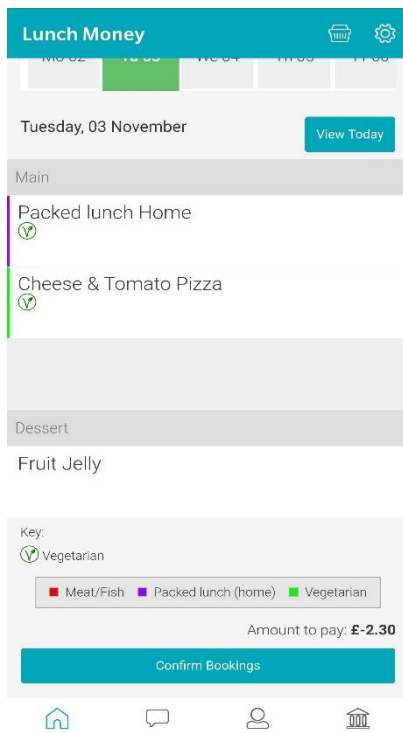 Lunch Money
Tuesday, 03 November
View Today
Main
Packed lunch Home
Cheese & Tomato Pizza
Dessert
Fruit Jelly
Key:
Vegetarian
Meat/Fish Packed lunch (home) Vegetarian
Amount to pay: £-2.30
Confirm Bookings